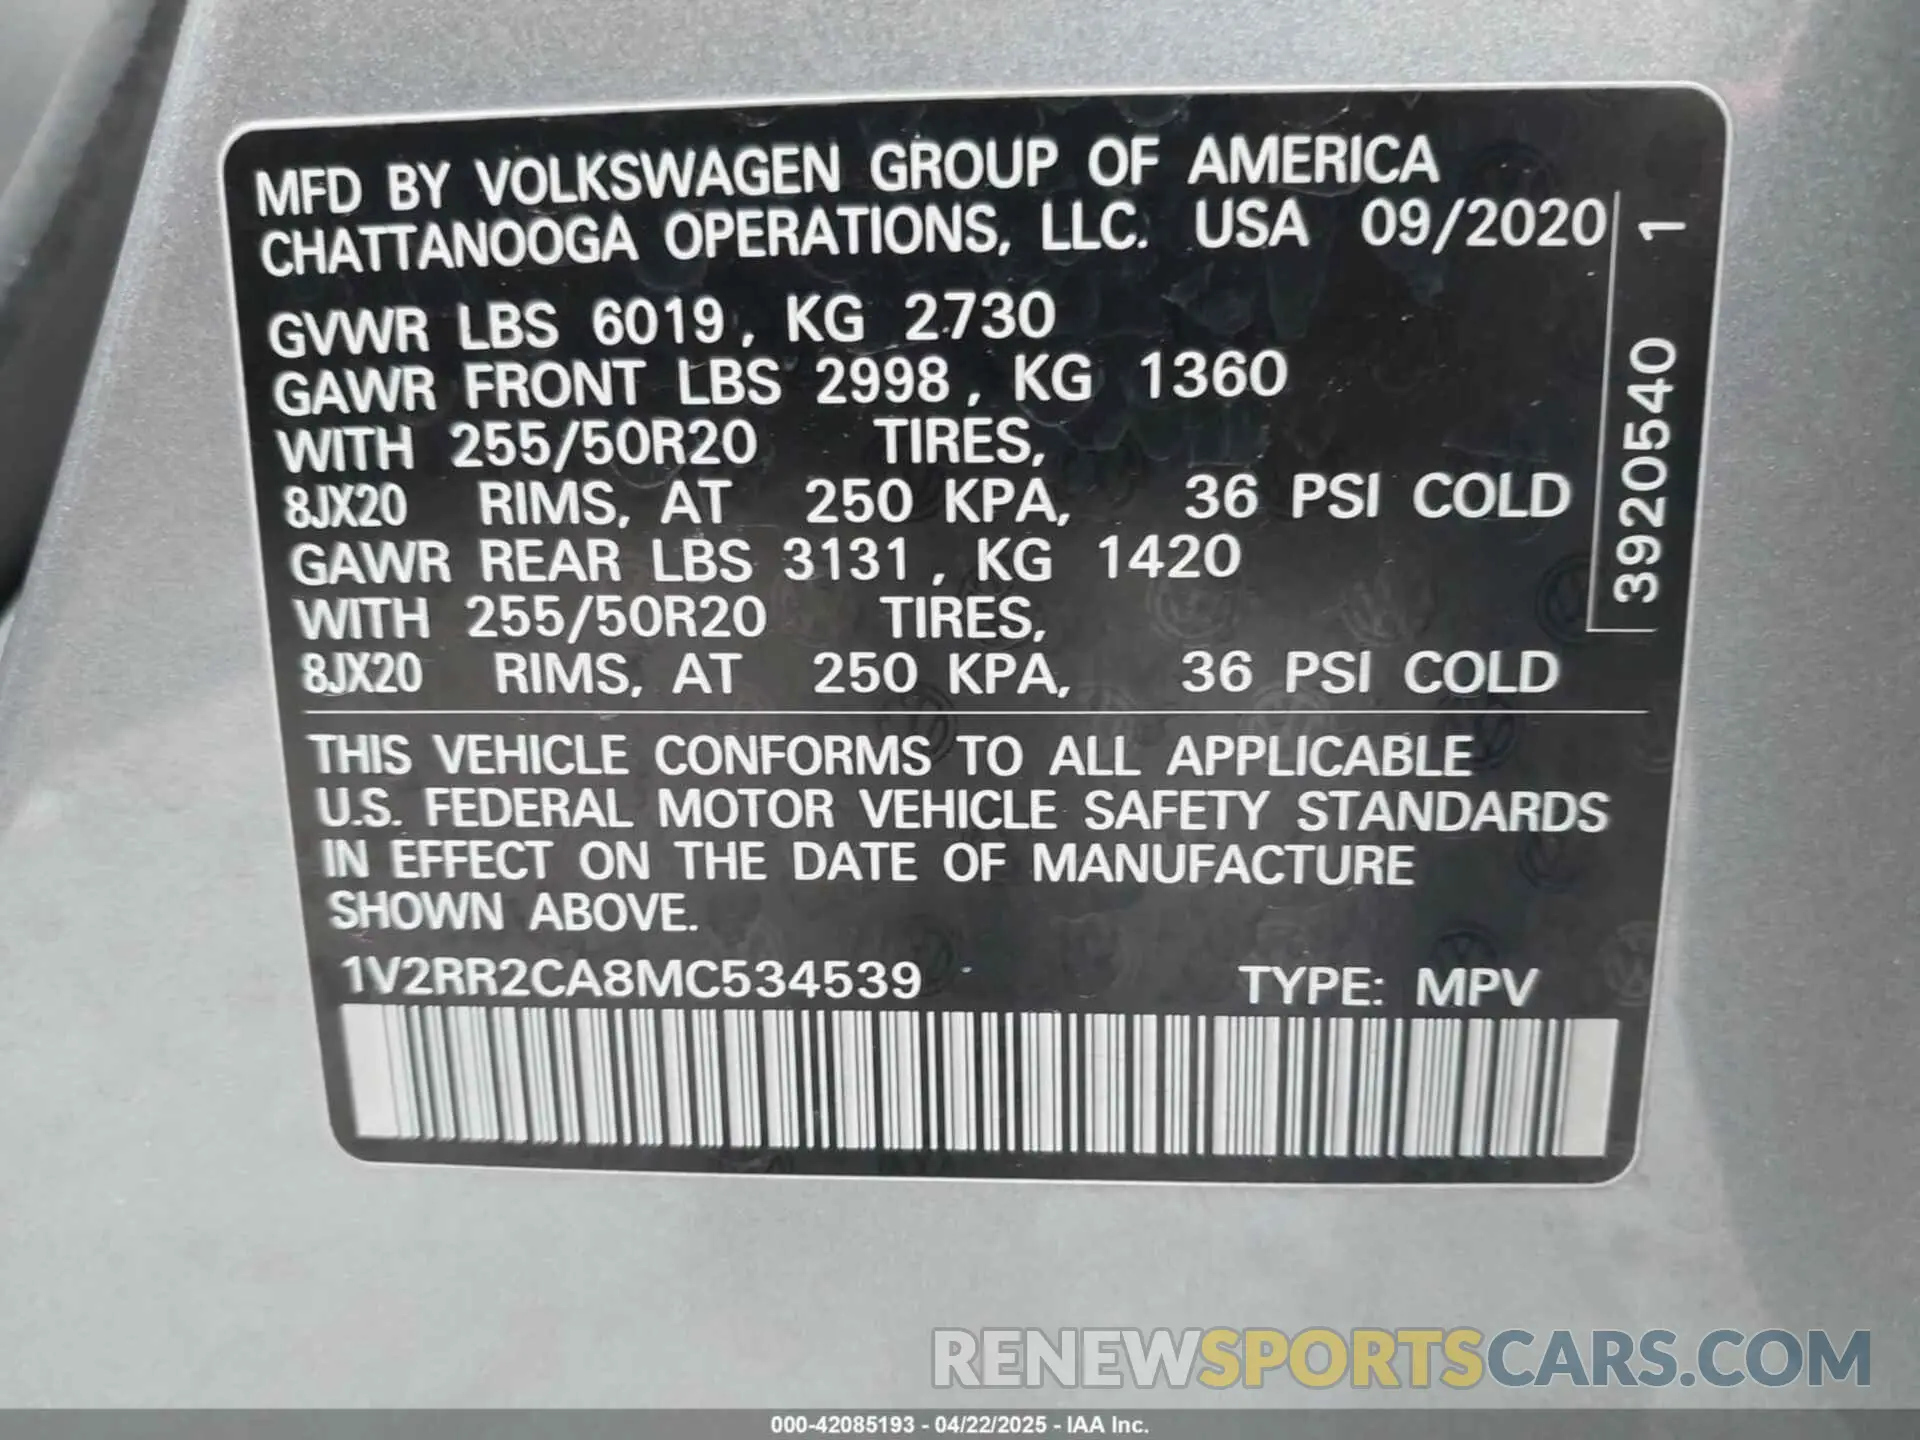 MFD BY VOLKSWAGEN GROUP OF AMERICA
CHATTANOOGA OPERATIONS, LLC. USA 09/2020
GVWR LBS 6019, KG 2730
GAWR FRONT LBS 2998, KG 1360
WITH 255/50R20 TIRES,
8JX20 RIMS, AT 250 KPA, 36 PSI COLD
GAWR REAR LBS 3131, KG 1420
WITH 255/50R20 TIRES,
8JX20 RIMS, AT 250 KPA, 36 PSI COLD
3920540 1
THIS VEHICLE CONFORMS TO ALL APPLICABLE
U.S. FEDERAL MOTOR VEHICLE SAFETY STANDARDS
IN EFFECT ON THE DATE OF MANUFACTURE
SHOWN ABOVE.
1V2RR2CA8MC534539 TYPE: MPV
RENEWSPORTSCARS.COM
000-42085193 - 04/22/2025 - IAA Inc.